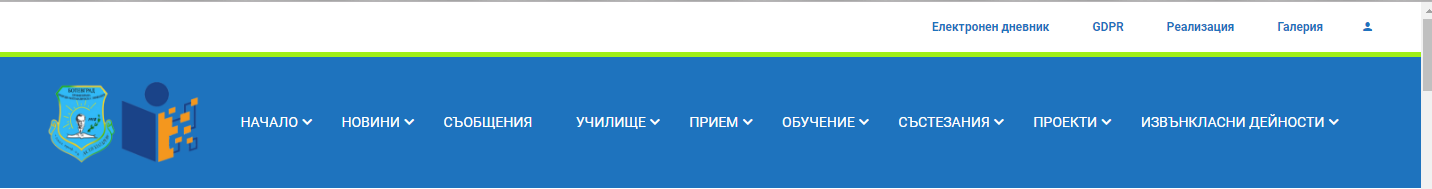 Електронен дневник GDPR Реализация Галерия
НАЧАЛО НОВИНИ СЪОБЩЕНИЯ УЧИЛИЩЕ ПРИЕМ ОБУЧЕНИЕ СЪСТЕЗАНИЯ ПРОЕКТИ ИЗВЪНКЛАСНИ ДЕЙНОСТИ